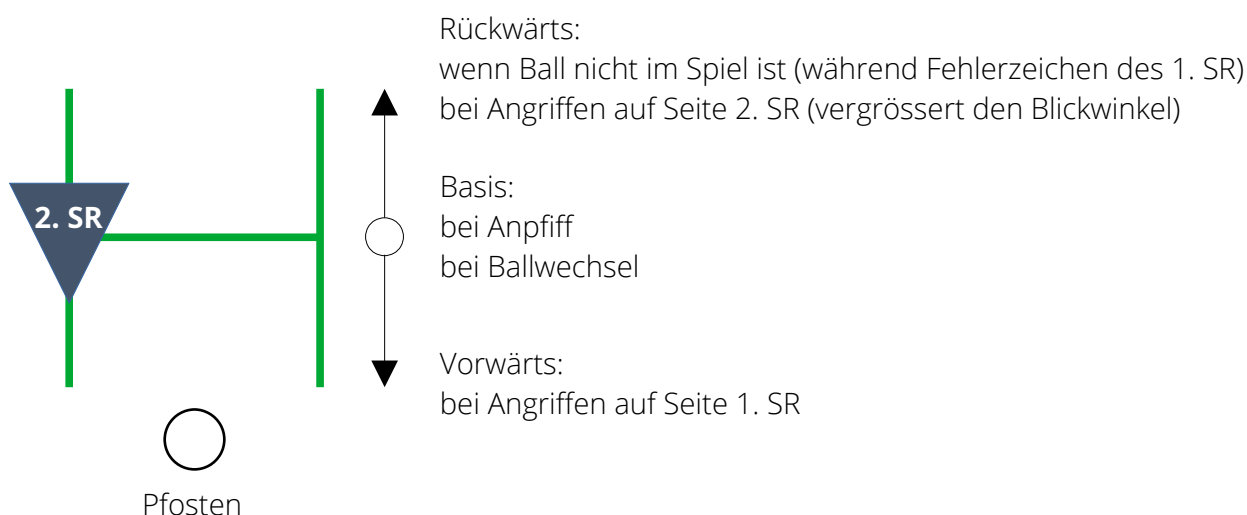 Rückwärts:
wenn Ball nicht im Spiel ist (während Fehlerzeichen des 1. SR)
bei Angriffen auf Seite 2. SR (vergrössert den Blickwinkel)
2. SR
Basis:
bei Anpfiff
bei Ballwechsel
Vorwärts:
bei Angriffen auf Seite 1. SR
Pfosten